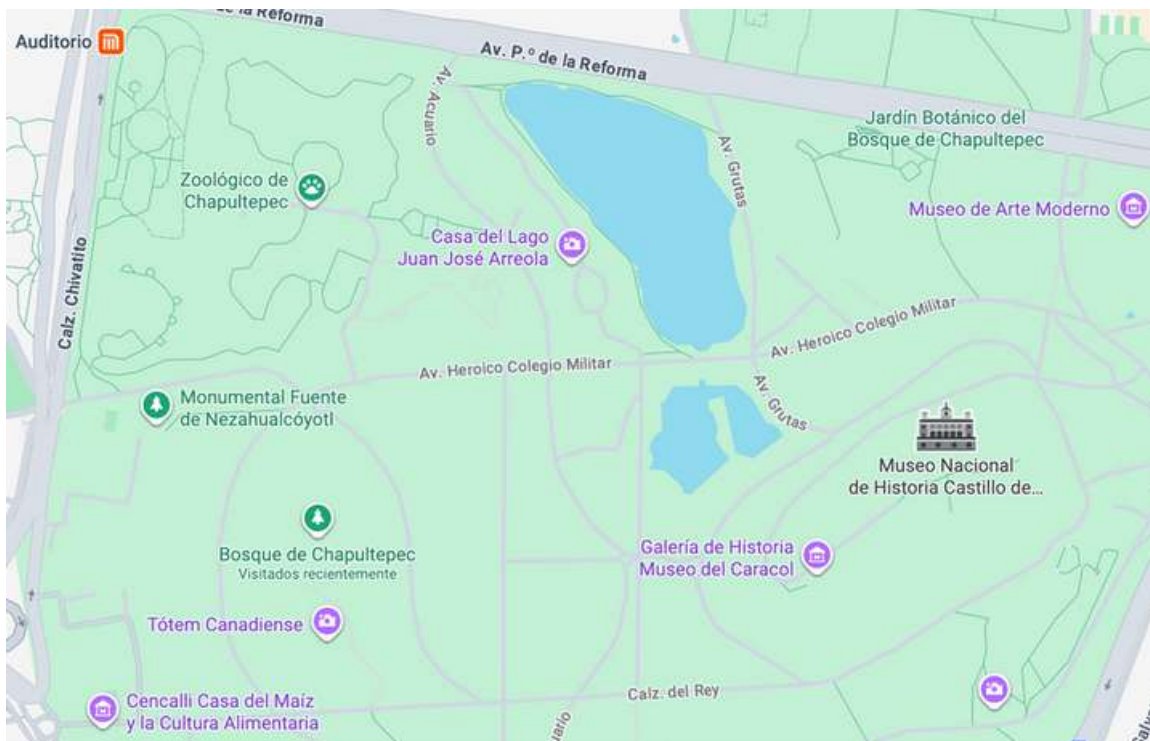 de la Reforma
Auditorio
Av. P.º de la Reforma
Av. Acuario
Jardín Botánico del
Bosque de Chapultepec
Av. Grutas
Zoológico de
Chapultepec
Museo de Arte Moderno
Casa del Lago
Juan José Arreola
Calz. Chivatito
Av. Heroico Colegio Militar
Av. Heroico Colegio Militar
Monumental Fuente
de Nezahualcóyotl
Av. Grutas
Museo Nacional
de Historia Castillo de...
Bosque de Chapultepec
Visitados recientemente
Galería de Historia
Museo del Caracol
Tótem Canadiense
Calz. del Rey
Cencalli Casa del Maíz
y la Cultura Alimentaria